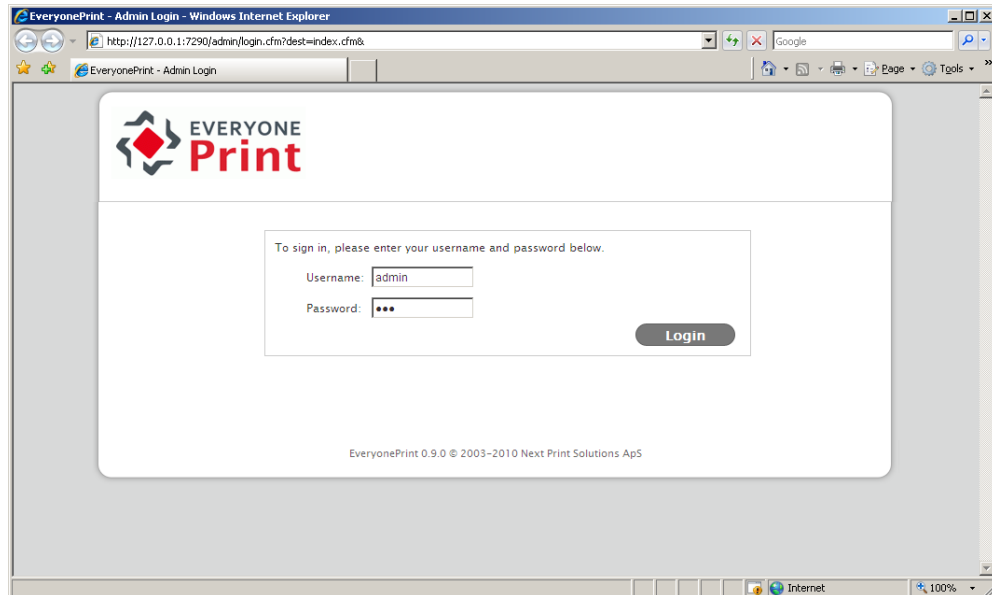 EveryonePrint - Admin Login - Windows Internet Explorer
http://127.0.0.1:7290/admin/login.cfm?dest=index.cfm&
Google
EveryonePrint - Admin Login
Page
Tools
»
EVERYONE
Print
To sign in, please enter your username and password below.
Username: admin
Password: •••
Login
EveryonePrint 0.9.0 © 2003-2010 Next Print Solutions ApS
Internet
100%